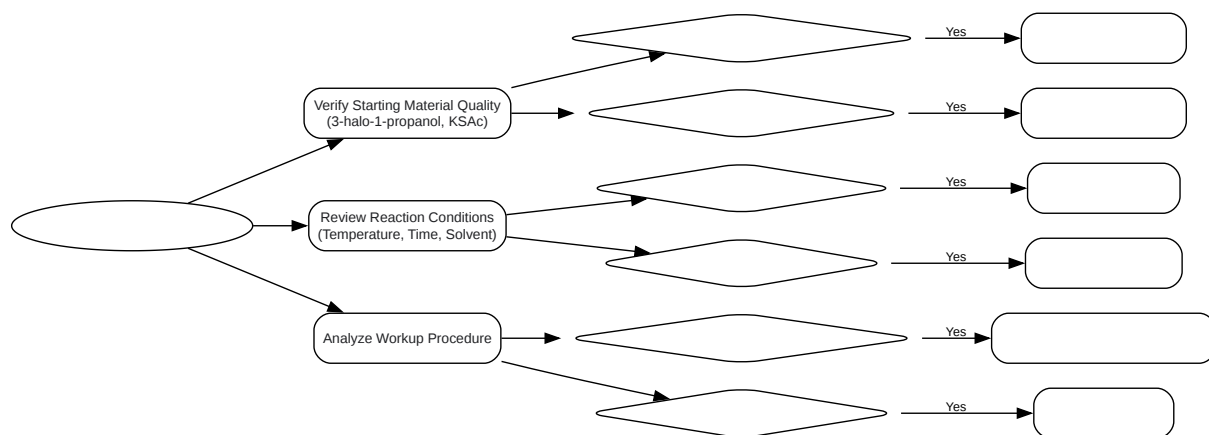 Yes
Verify Starting Material Quality
(3-halo-1-propanol, KSAc)
Yes
Yes
Review Reaction Conditions
(Temperature, Time, Solvent)
Yes
Analyze Workup Procedure
Yes
Yes